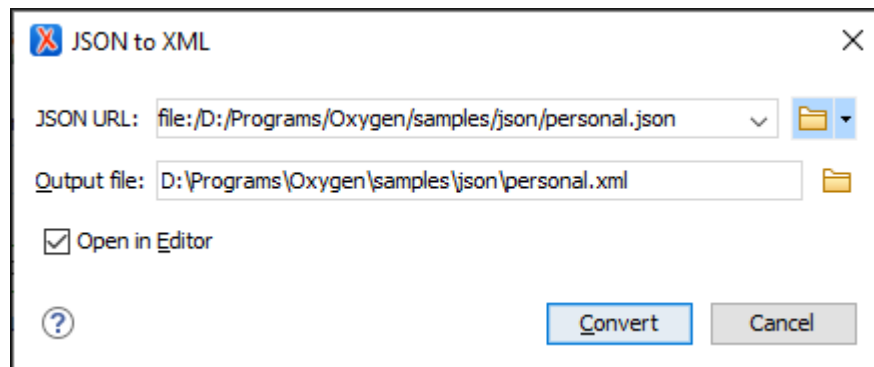 JSON to XML
JSON URL: file:/D:/Programs/Oxygen/samples/json/personal.json
Output file: D:\Programs\Oxygen\samples\json\personal.xml
Open in Editor
? Convert Cancel